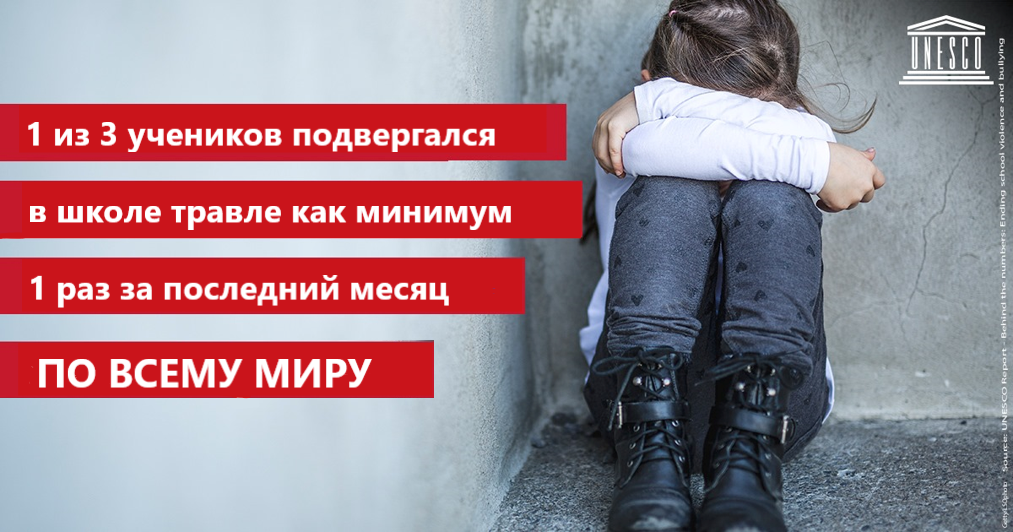 UNESCO
1 из 3 учеников подвергался
в школе травле как минимум
1 раз за последний месяц
ПО ВСЕМУ МИРУ
Source: UNESCO Report - Behind the numbers: Ending school violence and bullying